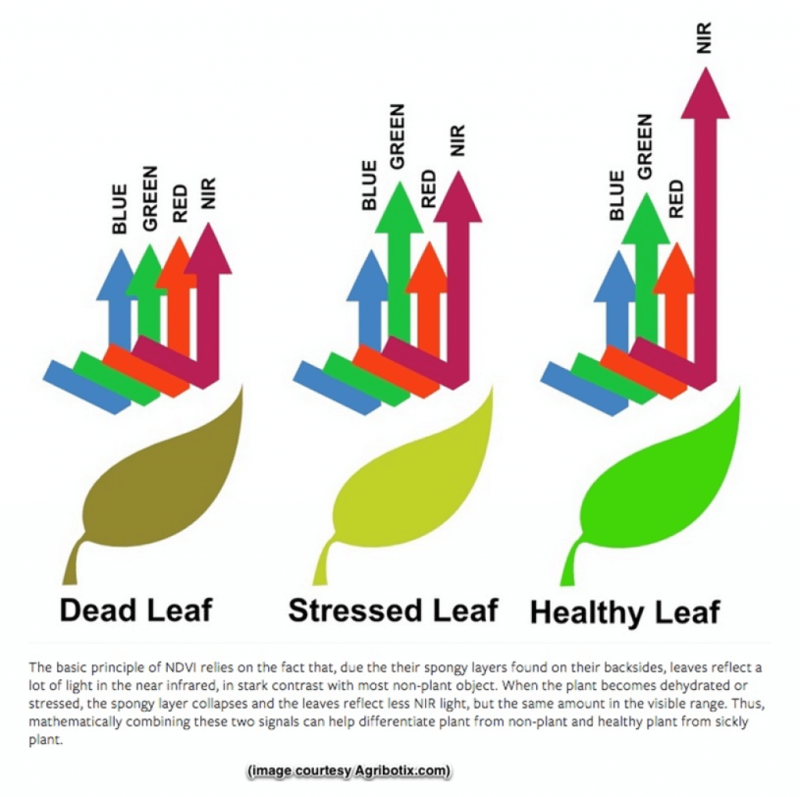 BLUE
GREEN
RED
NIR
BLUE
GREEN
RED
NIR
BLUE
GREEN
RED
NIR
Dead Leaf
Stressed Leaf
Healthy Leaf
The basic principle of NDVI relies on the fact that, due the their spongy layers found on their backsides, leaves reflect a
lot of light in the near infrared, in stark contrast with most non-plant object. When the plant becomes dehydrated or
stressed, the spongy layer collapses and the leaves reflect less NIR light, but the same amount in the visible range. Thus,
mathematically combining these two signals can help differentiate plant from non-plant and healthy plant from sickly
plant.
(image courtesy Agribotix.com)